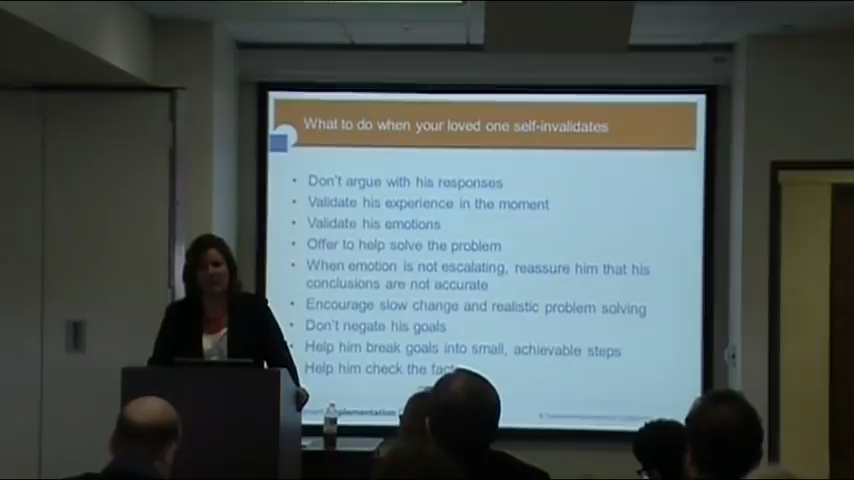 What to do when your loved one self-invalidates
• Don't argue with his responses
• Validate his experience in the moment
• Validate his emotions
• Offer to help solve the problem
• When emotion is not escalating, reassure him that his
conclusions are not accurate
• Encourage slow change and realistic problem solving
• Don't negate his goals
• Help him break goals into small, achievable steps
Help him check the fac
Implementation